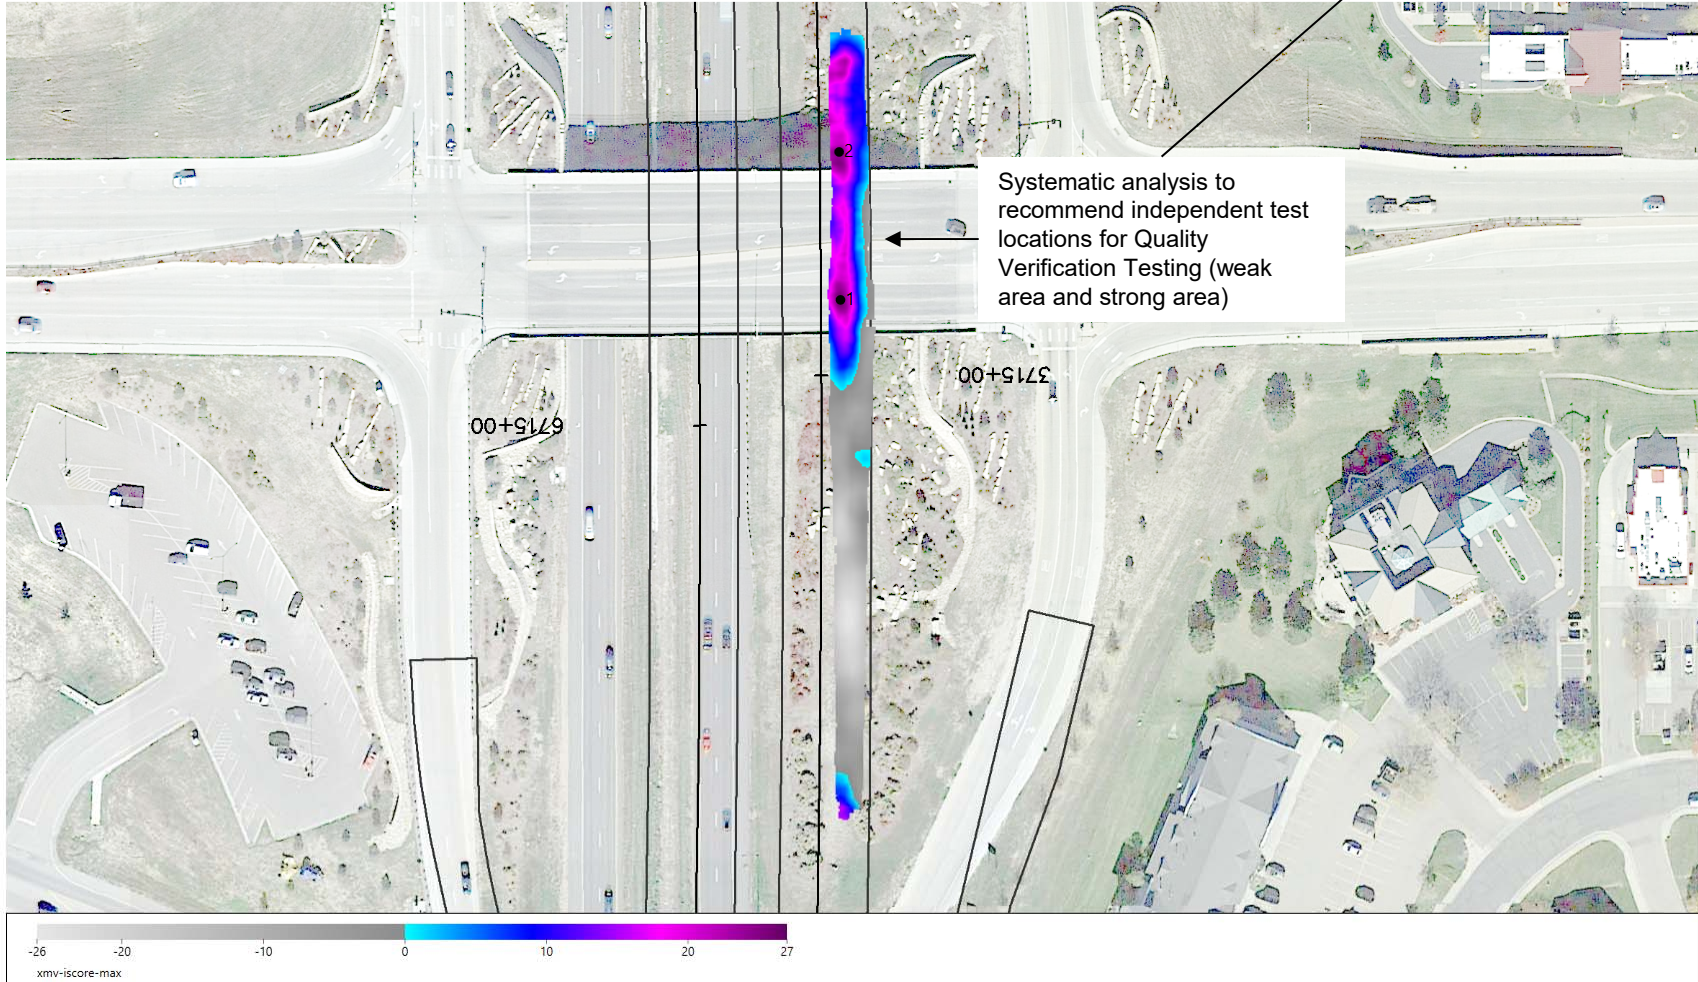 2
Systematic analysis to
recommend independent test
locations for Quality
Verification Testing (weak
area and strong area)
1
3715+00
6715+00
-26
-20
-10
0
10
20
27
xmv-iscore-max